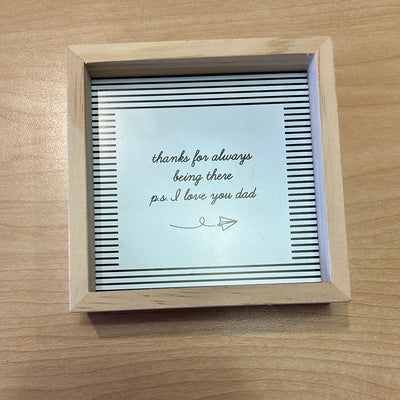 thanks for always
being there
p.s. I love you dad